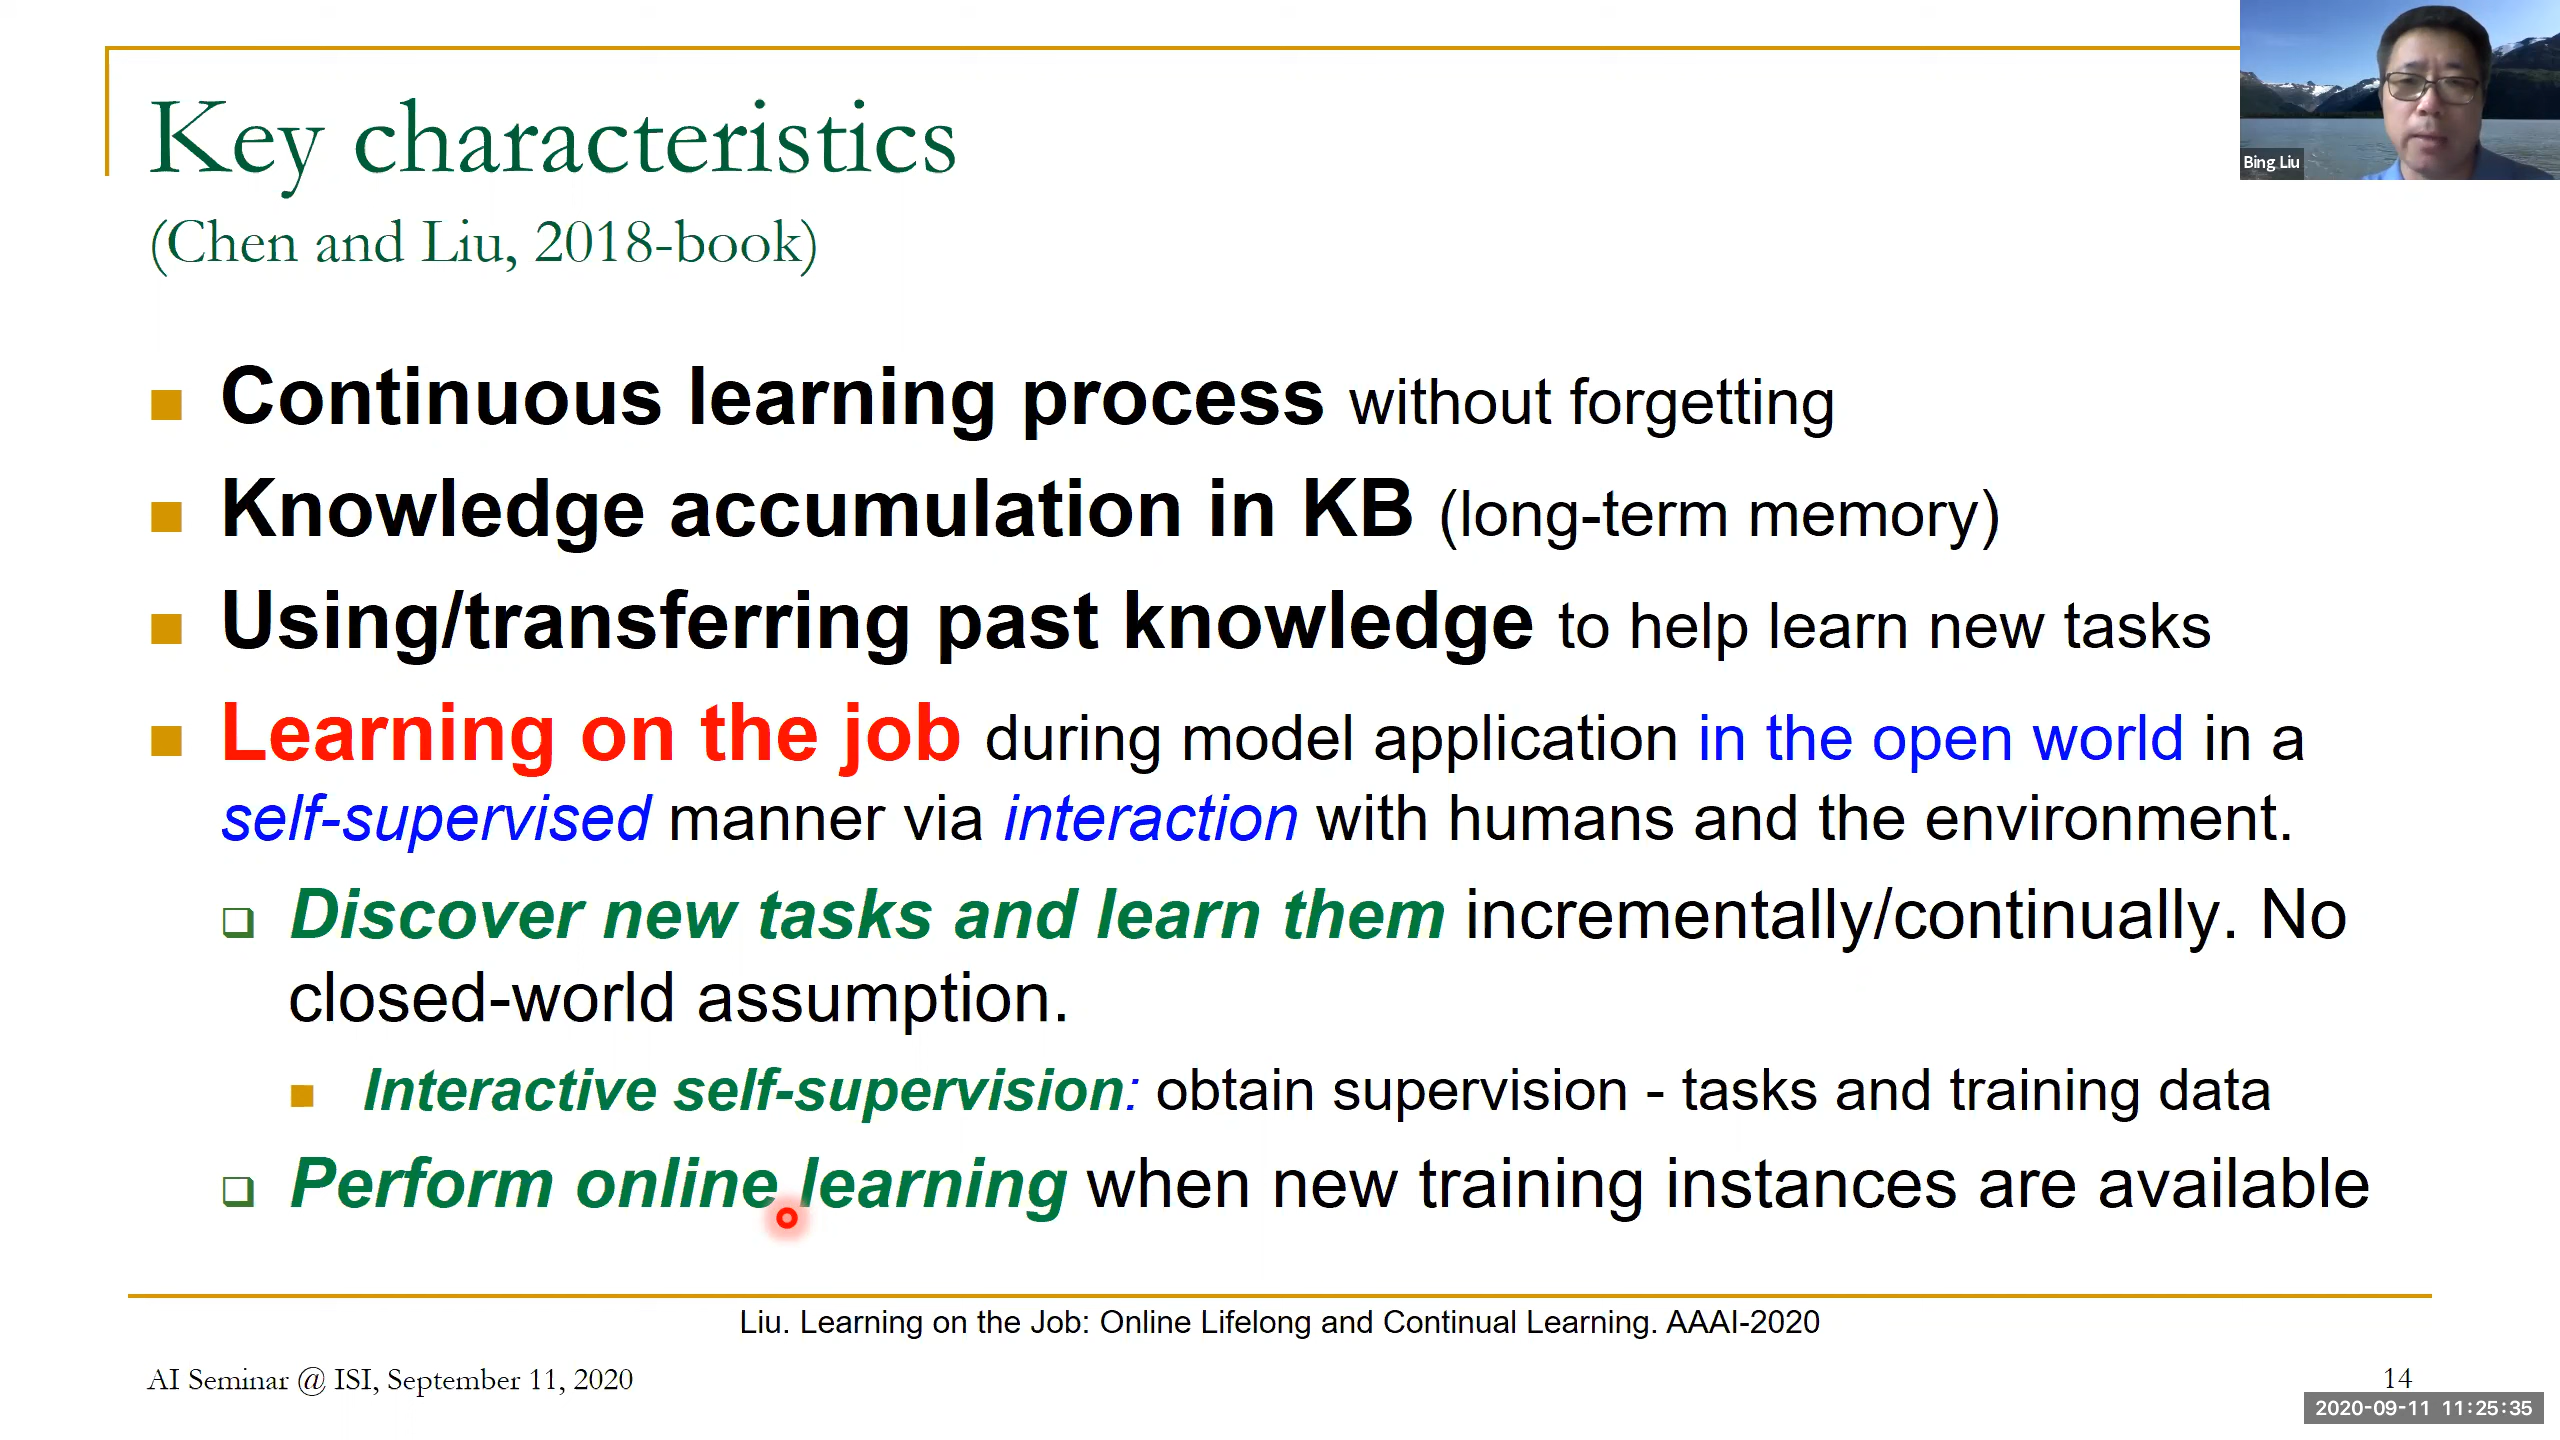 Key characteristics
(Chen and Liu, 2018-book)
Bing Liu
Continuous learning process without forgetting
Knowledge accumulation in KB (long-term memory)
Using/transferring past knowledge to help learn new tasks
Learning on the job during model application in the open world in a
self-supervised manner via interaction with humans and the environment.
Discover new tasks and learn them incrementally/continually. No
closed-world assumption.
Interactive self-supervision: obtain supervision - tasks and training data
Perform online learning when new training instances are available
Liu. Learning on the Job: Online Lifelong and Continual Learning. AAAI-2020
AI Seminar @ ISI, September 11, 2020
14
2020-09-11 11:25:35